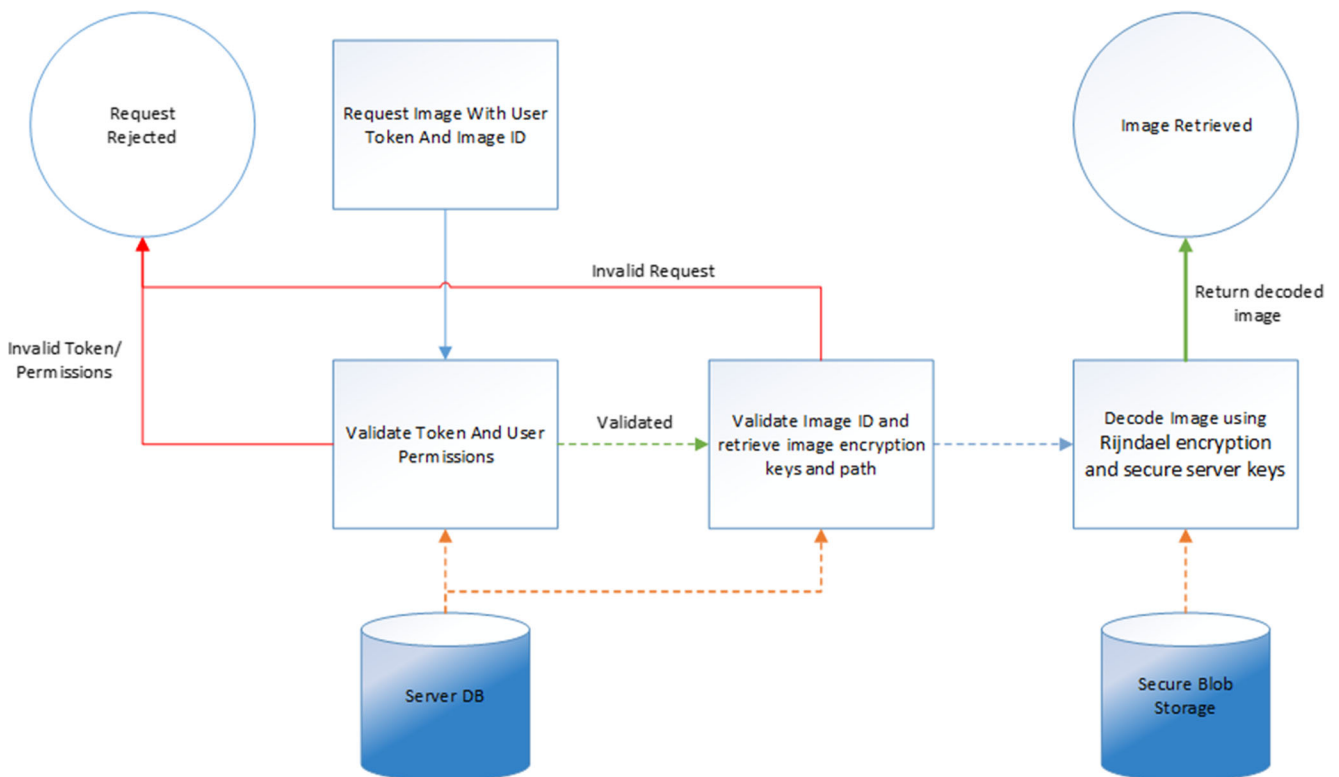 Request
Rejected
Request Image With User
Token And Image ID
Image Retrieved
Invalid Request
Return decoded
image
Invalid Token/
Permissions
Validate Token And User
Permissions
Validated
Validate Image ID and
retrieve image encryption
keys and path
Decode Image using
Rijndael encryption
and secure server keys
Server DB
Secure Blob
Storage